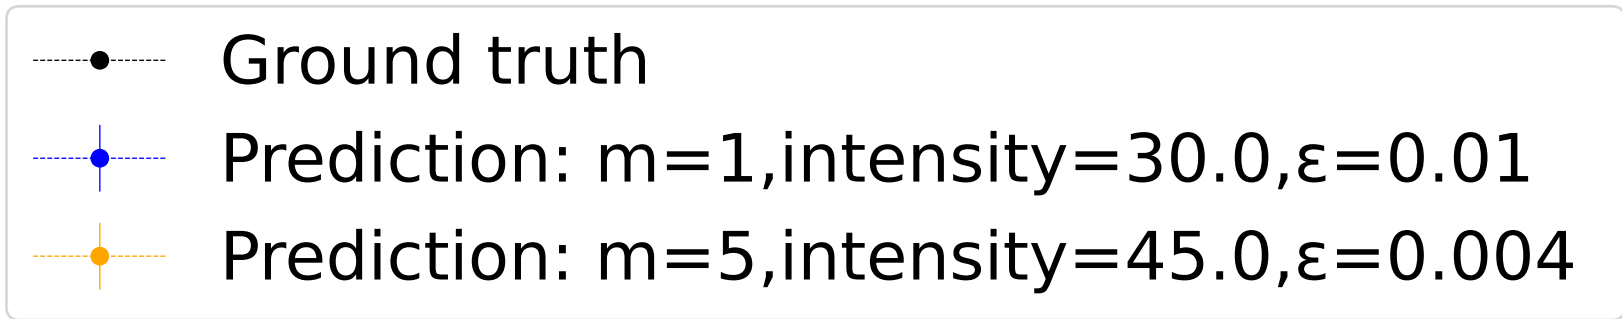 Ground truth
Prediction: m=1,intensity=30.0,ε=0.01
Prediction: m=5,intensity=45.0,ε=0.004